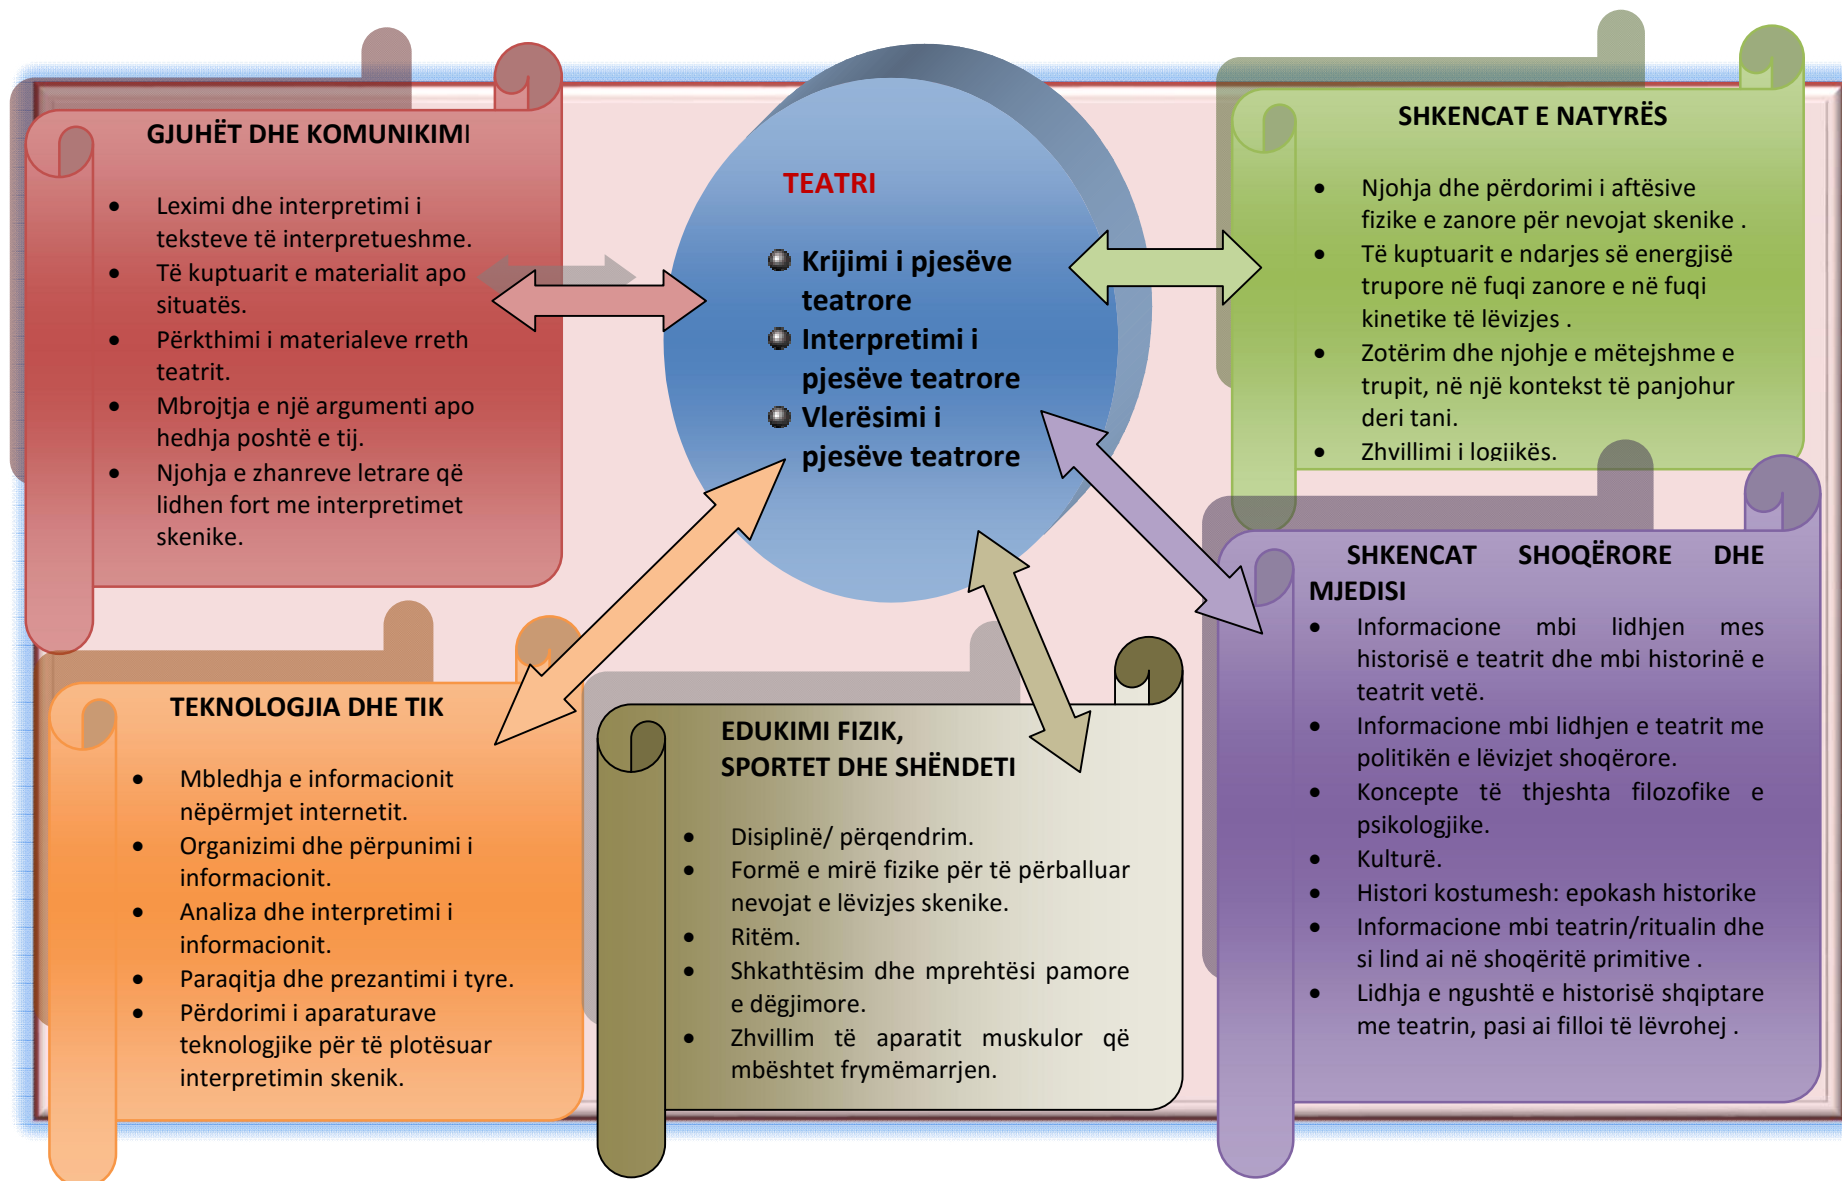 GJUHËT DHE KOMUNIKIMI
• Leximi dhe interpretimi i
teksteve të interpretueshme.
• Të kuptuarit e materialit apo
situatës.
• Përkthimi i materialeve rreth
teatrit.
• Mbrojtja e një argumenti apo
hedhja poshtë e tij.
• Njohja e zhanreve letrare që
lidhen fort me interpretimet
skenike.
TEATRI
Krijimi i pjesëve
teatrore
Interpretimi i
pjesëve teatrore
Vlerësimi i
pjesëve teatrore
SHKENCAT E NATYRËS
• Njohja dhe përdorimi i aftësive
fizike e zanore për nevojat skenike .
• Të kuptuarit e ndarjes së energjisë
trupore në fuqi zanore e në fuqi
kinetike të lëvizjes .
• Zotërim dhe njohje e mëtejshme e
trupit, në një kontekst të panjohur
deri tani.
• Zhvillimi i logjikës.
TEKNOLOGJIA DHE TIK
• Mbledhja e informacionit
nëpërmjet internetit.
• Organizimi dhe përpunimi i
informacionit.
• Analiza dhe interpretimi i
informacionit.
• Paraqitja dhe prezantimi i tyre.
• Përdorimi i aparaturave
teknologjike për të plotësuar
interpretimin skenik.
EDUKIMI FIZIK,
SPORTET DHE SHËNDETI
• Disiplinë/ përqendrim.
• Formë e mirë fizike për të përballuar
nevojat e lëvizjes skenike.
• Ritëm.
• Shkathtësim dhe mprehtësi pamore
e dëgjimore.
• Zhvillim të aparatit muskulor që
mbështet frymëmarrjen.
SHKENCAT SHOQËRORE DHE
MJEDISI
• Informacione mbi lidhjen mes
historisë e teatrit dhe mbi historinë e
teatrit vetë.
• Informacione mbi lidhjen e teatrit me
politikën e lëvizjet shoqërore.
• Koncepte të thjeshta filozofike e
psikologjike.
• Kulturë.
• Histori kostumesh: epokash historike
• Informacione mbi teatrin/ritualin dhe
si lind ai në shoqëritë primitive .
• Lidhja e ngushtë e historisë shqiptare
me teatrin, pasi ai filloi të lëvrohej .